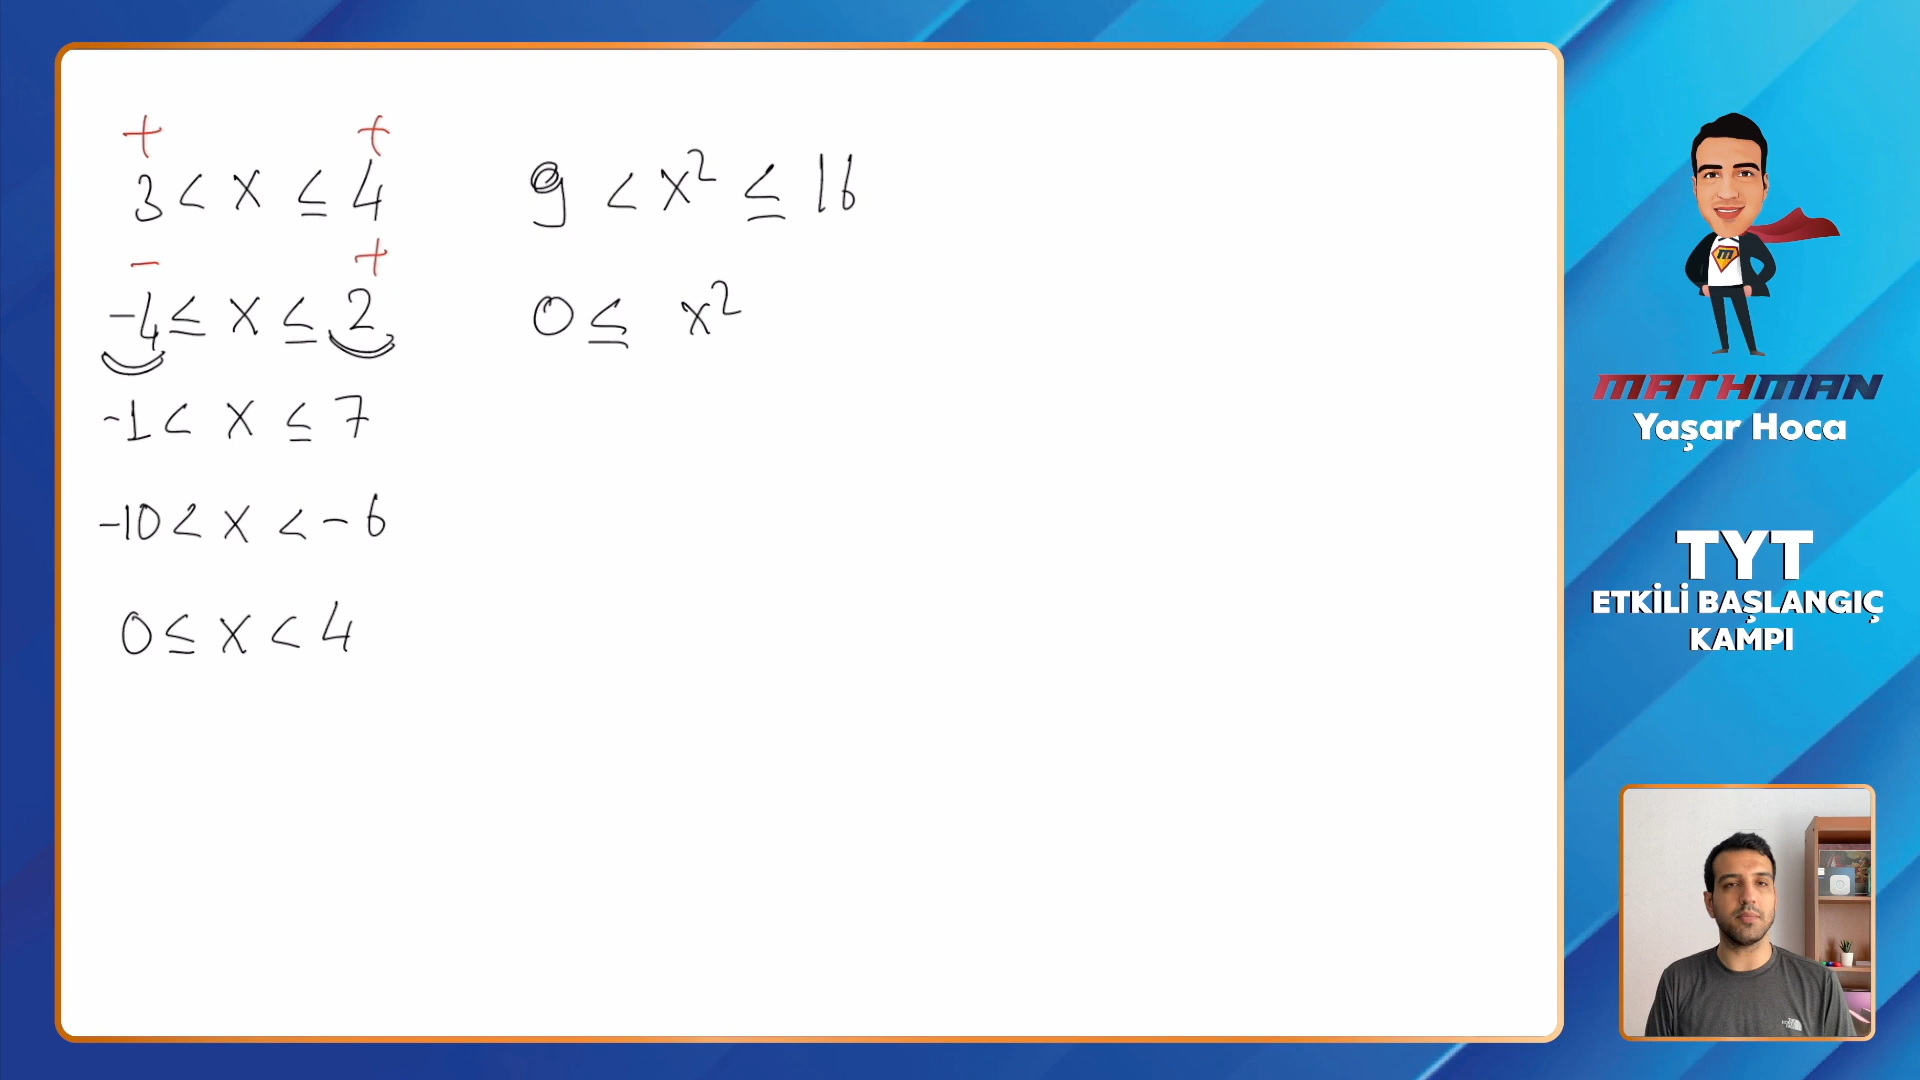 + +
3 < x ≤ 4
9 < x² ≤ 16
- +
-4 ≤ x ≤ 2
0 ≤ x²
-1 < x ≤ 7
-10 < x < -6
0 ≤ x < 4
m
MATHMAN
Yaşar Hoca
TYT
ETKİLİ BAŞLANGIÇ
KAMPI